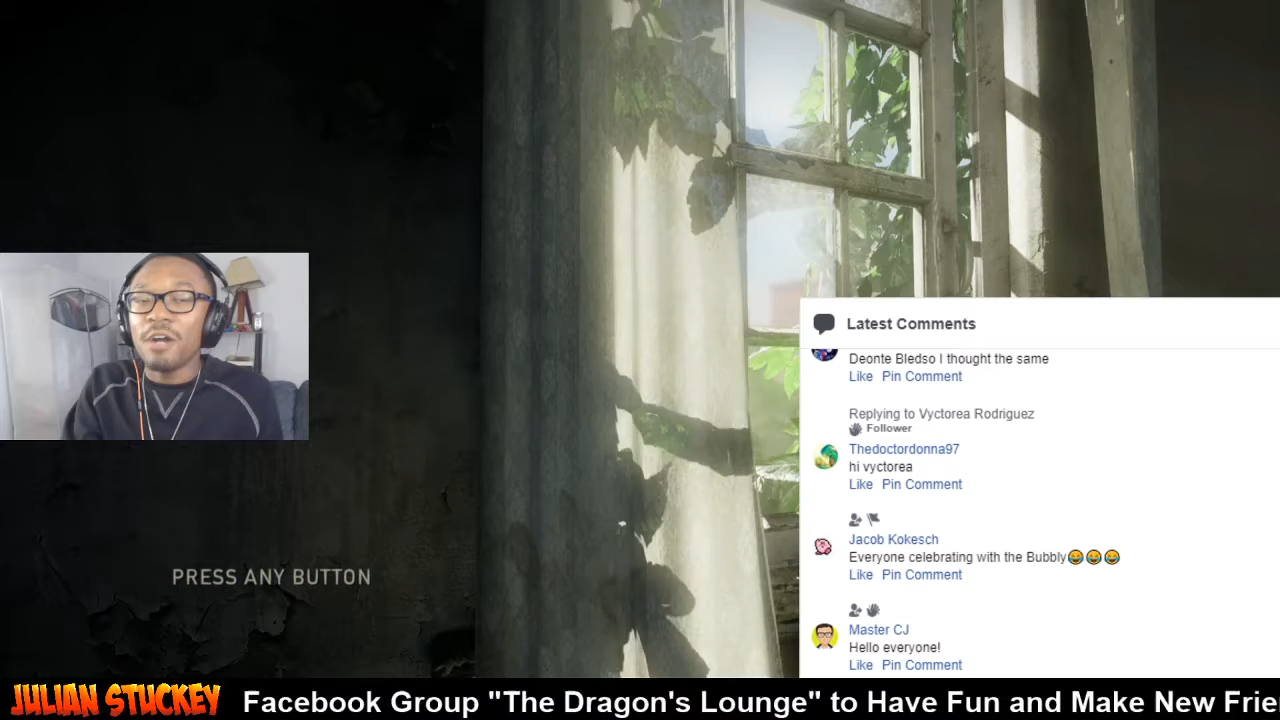 Latest Comments
Deonte Bledso I thought the same
Like Pin Comment
Replying to Vyctorea Rodriguez
Follower
Thedoctordonna97
hi vyctorea
Like Pin Comment
Jacob Kokesch
Everyone celebrating with the Bubbly😂😂😂
Like Pin Comment
PRESS ANY BUTTON
Master CJ
Hello everyone!
Like Pin Comment
JULIAN STUCKEY
Facebook Group "The Dragon's Lounge" to Have Fun and Make New Frie